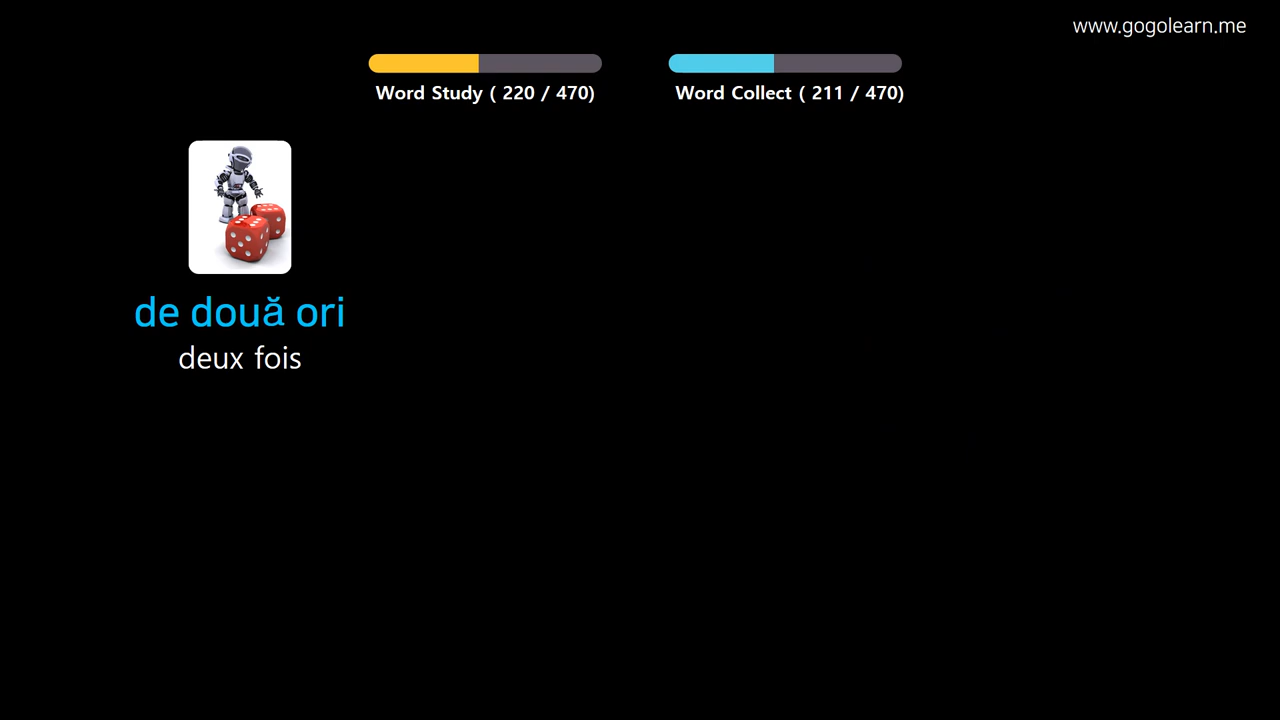 www.gogolearn.me
Word Study ( 220 / 470)
Word Collect ( 211 / 470)
de două ori
deux fois